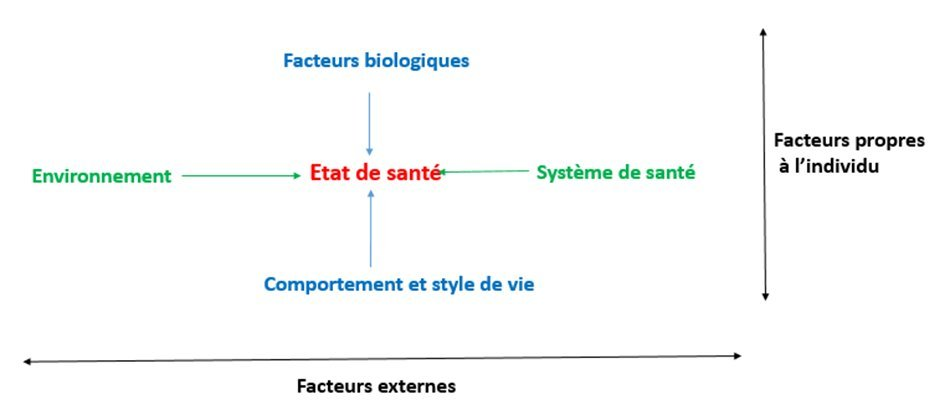 Facteurs biologiques
Facteurs propres
à l’individu
Environnement
Etat de santé
Système de santé
Comportement et style de vie
Facteurs externes